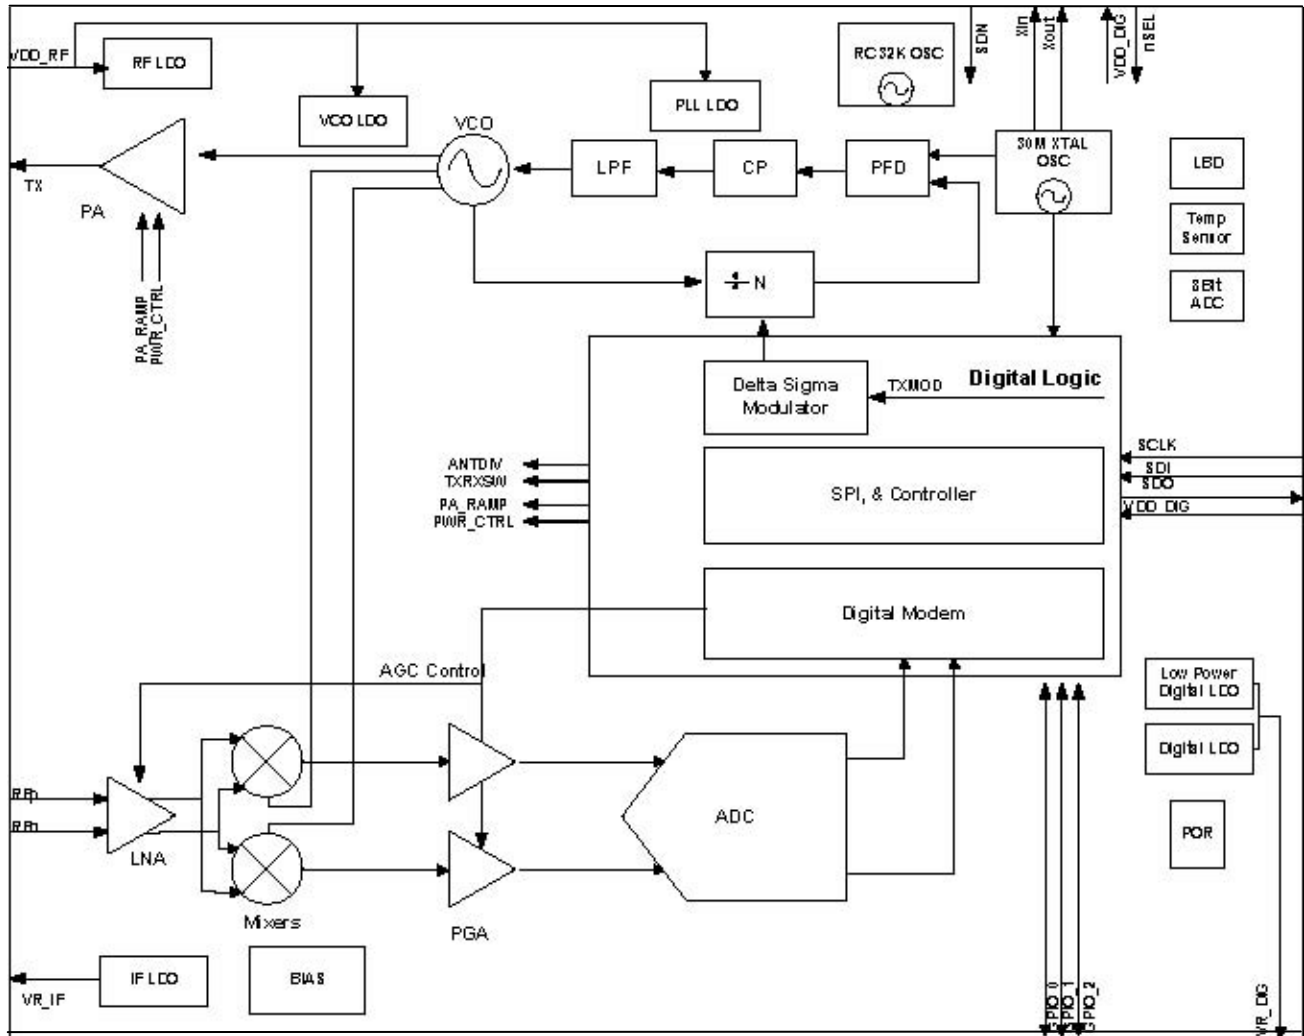 VDD_RF
RF LDO
VCO LDO
PLL LDO
RC32K OSC
SDN
Xin
Xout
VDD_DIG
nSEL
VCO
LPF
CP
PFD
30M XTAL
OSC
LBD
TX
PA
Temp
Sensor
8Bit
ADC
÷ N
PA_RAMP
PWR_CTRL
Delta Sigma
Modulator
TXMOD
Digital Logic
ANTDIV
TXRXSW
PA_RAMP
PWR_CTRL
SPI, & Controller
SCLK
SDI
SDO
VDD_DIG
Digital Modem
AGC Control
Low Power
Digital LDO
Digital LDO
RFp
RFn
LNA
Mixers
PGA
ADC
POR
VR_IF
IF LDO
BIAS
GPIO_0
GPIO_1
GPIO_2
VR_DIG